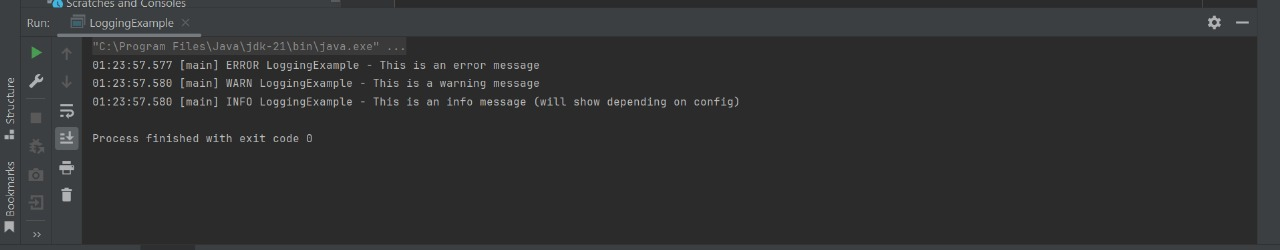 Scratches and Consoles
Run: LoggingExample
"C:\Program Files\Java\jdk-21\bin\java.exe" ...
01:23:57.577 [main] ERROR LoggingExample - This is an error message
01:23:57.580 [main] WARN LoggingExample - This is a warning message
01:23:57.580 [main] INFO LoggingExample - This is an info message (will show depending on config)
Process finished with exit code 0
Structure
Bookmarks